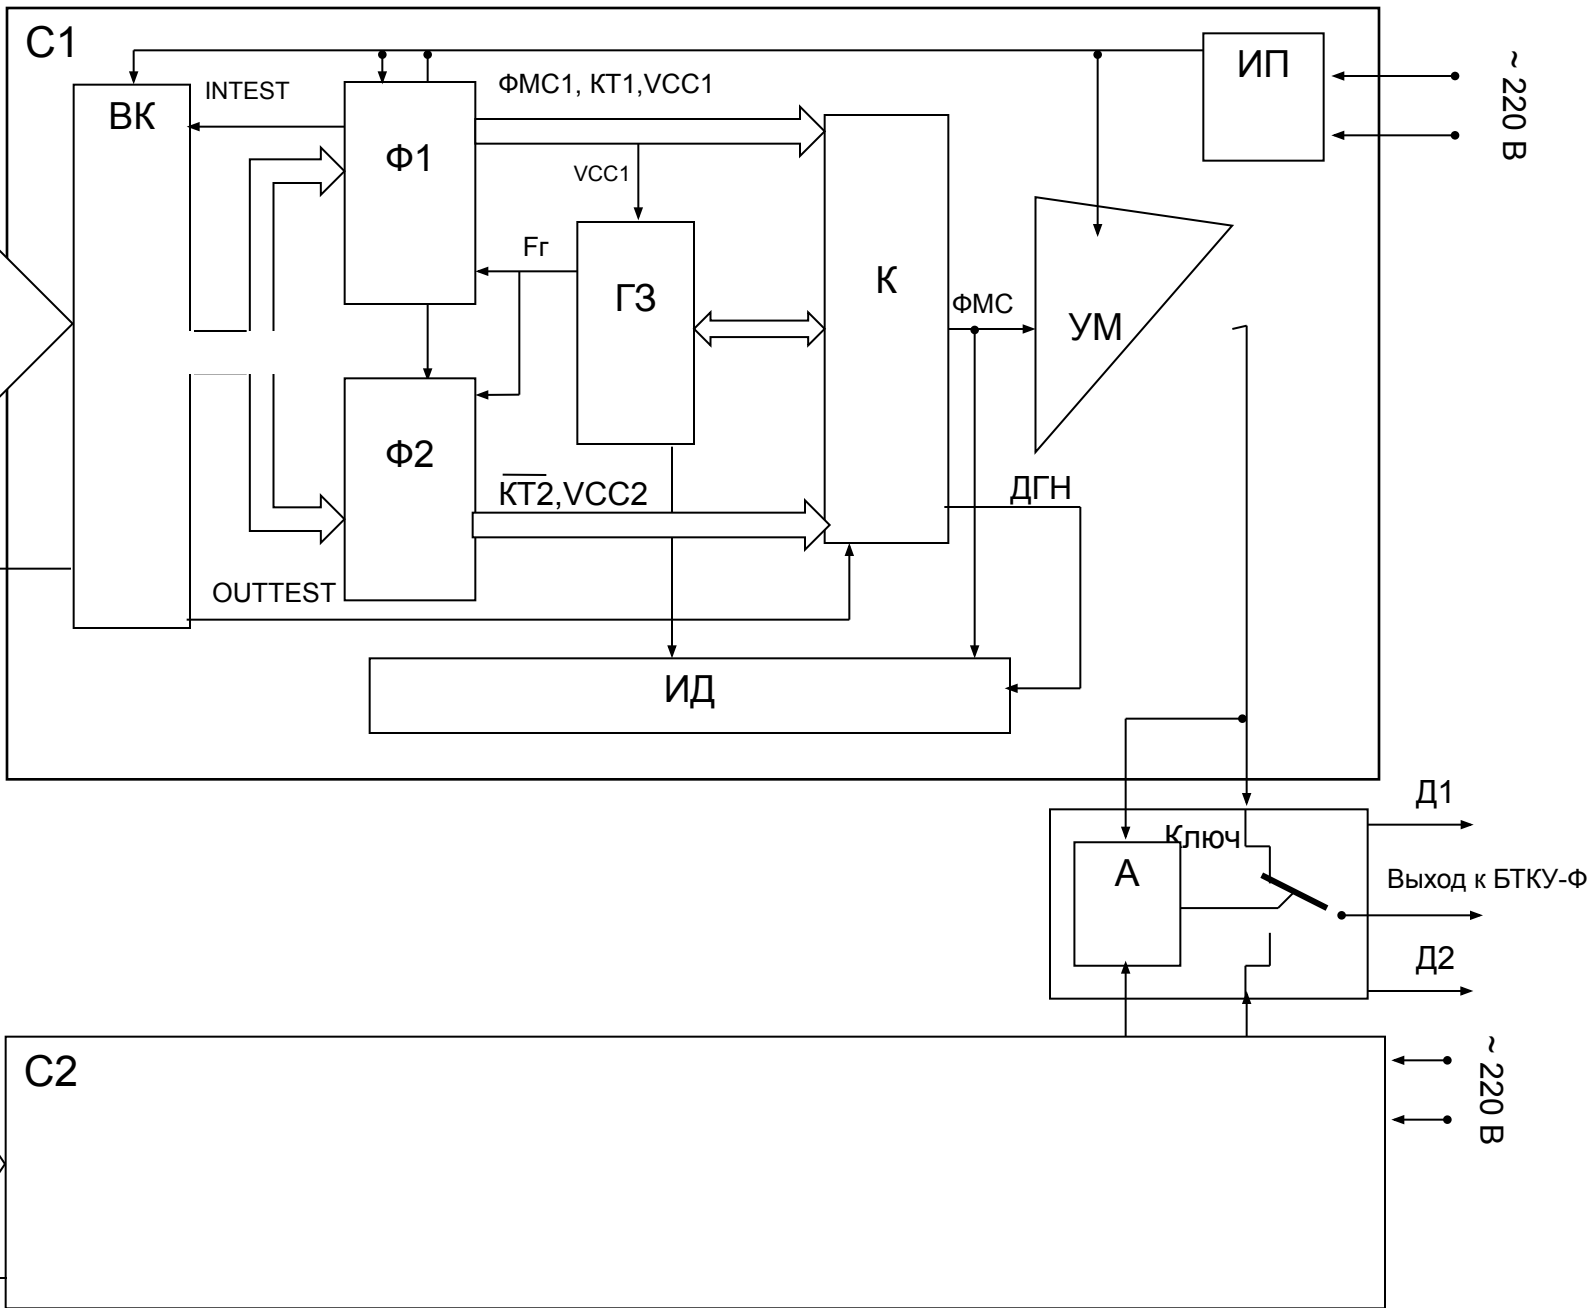 С1
ИП
~ 220 В
ВК
INTEST
ФМС1, КТ1,VCC1
Ф1
VCC1
Fг
ГЗ
К
ФМС
УМ
Ф2
КТ2,VCC2
ДГН
OUTTEST
ИД
Д1
Ключ
А
Выход к БТКУ-Ф
Д2
С2
~ 220 В